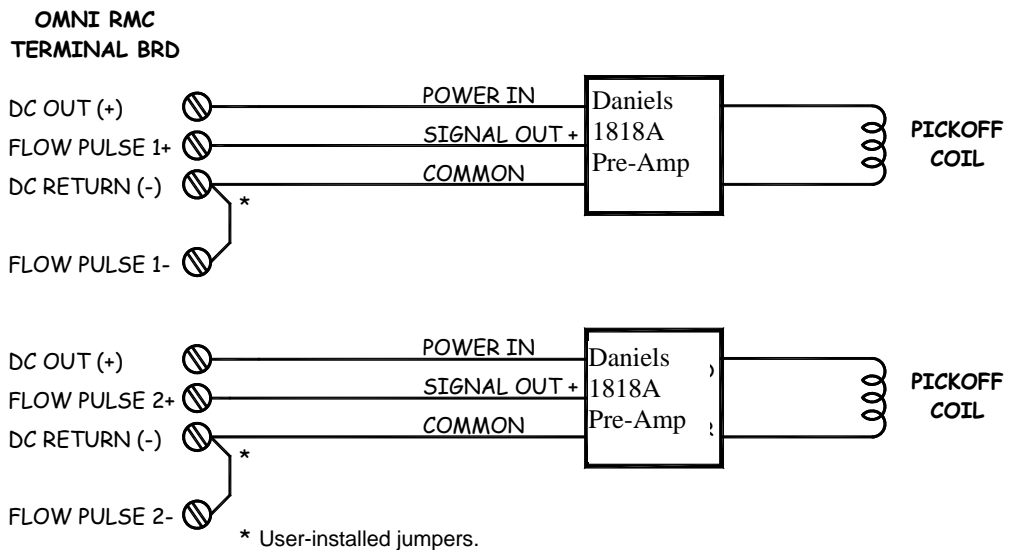 OMNI RMC
TERMINAL BRD
DC OUT (+)
POWER IN
FLOW PULSE 1+
SIGNAL OUT +
DC RETURN (-)
COMMON
*
FLOW PULSE 1-
Daniels
1818A
Pre-Amp
PICKOFF
COIL
DC OUT (+)
POWER IN
FLOW PULSE 2+
SIGNAL OUT +
DC RETURN (-)
COMMON
*
FLOW PULSE 2-
Daniels
1818A
Pre-Amp
PICKOFF
COIL
* User-installed jumpers.